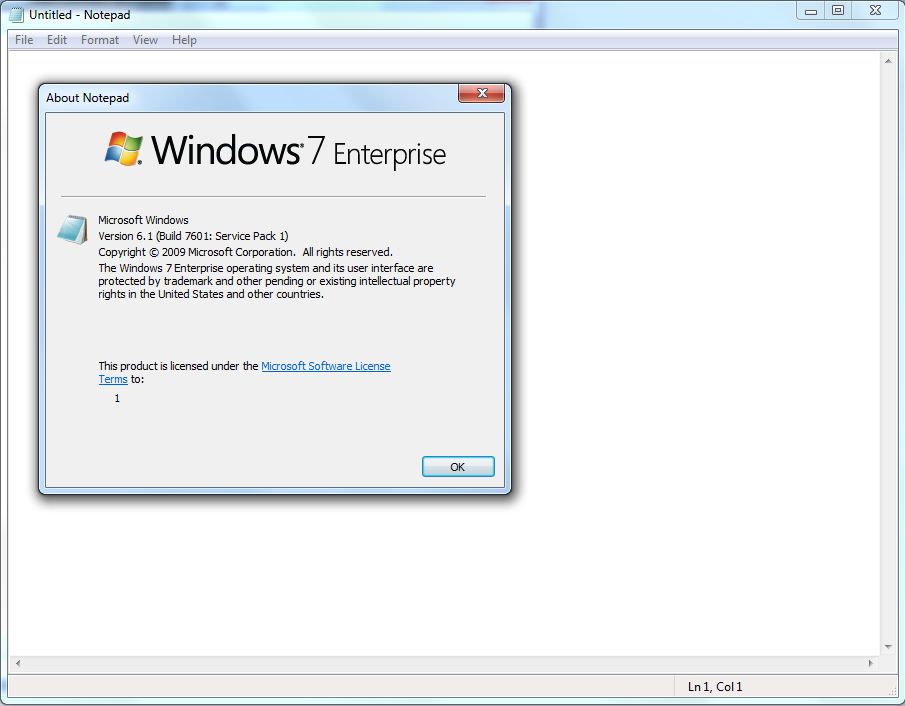 Untitled - Notepad
File Edit Format View Help
About Notepad
Windows 7 Enterprise
Microsoft Windows
Version 6.1 (Build 7601: Service Pack 1)
Copyright © 2009 Microsoft Corporation. All rights reserved.
The Windows 7 Enterprise operating system and its user interface are
protected by trademark and other pending or existing intellectual property
rights in the United States and other countries.
This product is licensed under the Microsoft Software License
Terms to:
1
OK
Ln 1, Col 1